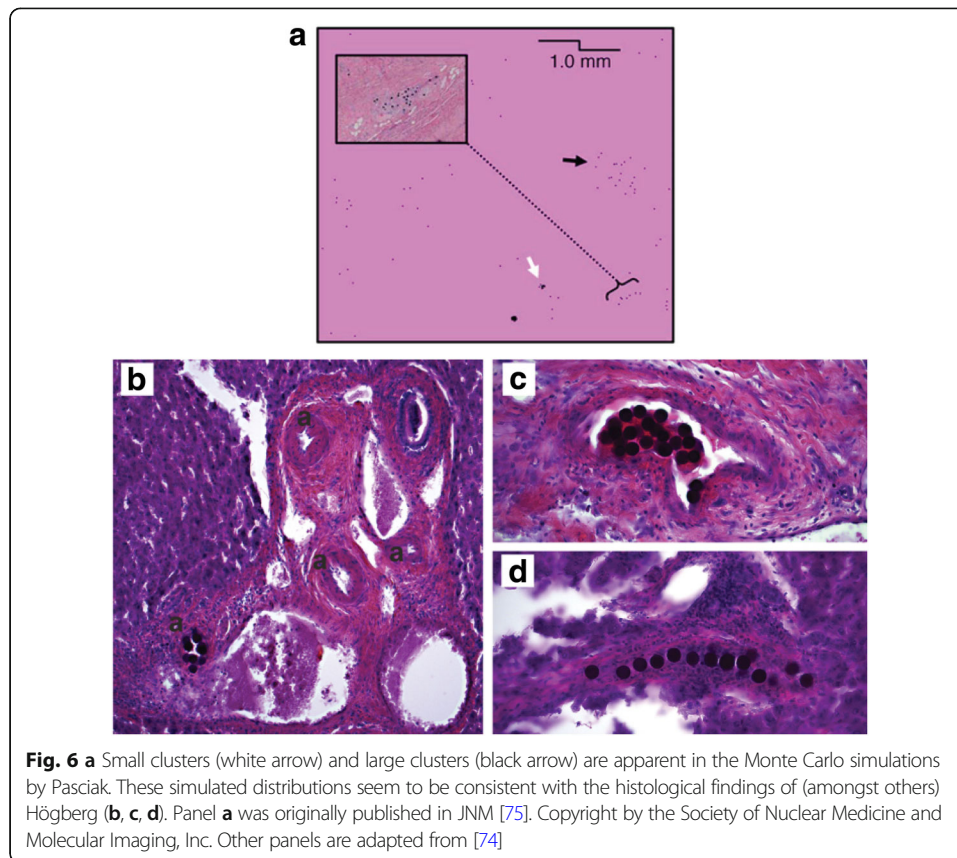 a
1.0 mm
b
a
a
a
a
c
d
Fig. 6 a Small clusters (white arrow) and large clusters (black arrow) are apparent in the Monte Carlo simulations
by Pasciak. These simulated distributions seem to be consistent with the histological findings of (amongst others)
Högberg (b, c, d). Panel a was originally published in JNM [75]. Copyright by the Society of Nuclear Medicine and
Molecular Imaging, Inc. Other panels are adapted from [74]